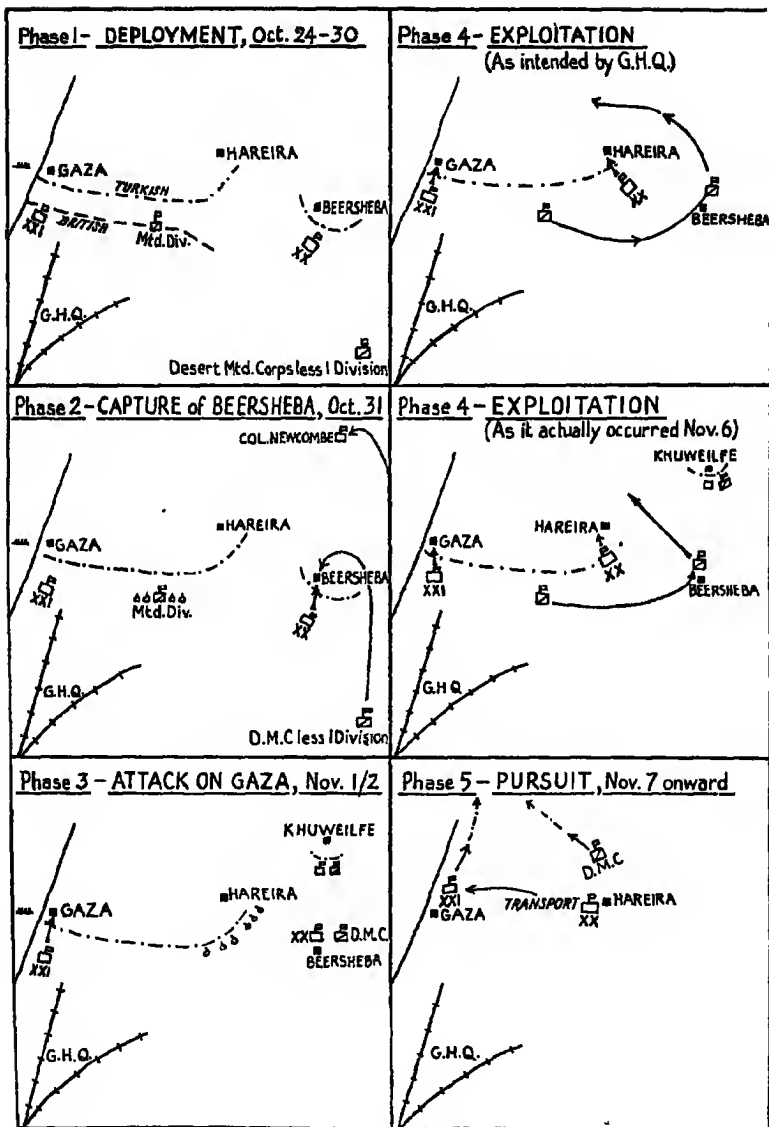 Phase 1 - DEPLOYMENT, Oct. 24-30
HAREIRA
GAZA
TURKISH
BEERSHEBA
XXI
BRITISH
Mtd. Div.
XX
G.H.Q.
Desert Mtd. Corps less 1 Division
Phase 2 - CAPTURE of BEERSHEBA, Oct. 31
COL. NEWCOMBE
HAREIRA
GAZA
BEERSHEBA
XXI
Mtd. Div.
XX
G.H.Q.
D.M.C less 1 Division
Phase 3 - ATTACK ON GAZA, Nov. 1/2
KHUWEILFE
HAREIRA
GAZA
XX
D.M.C.
XXI
BEERSHEBA
G.H.Q.
Phase 4 - EXPLOITATION
(As intended by G.H.Q.)
HAREIRA
GAZA
XXI
XX
BEERSHEBA
G.H.Q.
Phase 4 - EXPLOITATION
(As it actually occurred Nov. 6)
KHUWEILFE
HAREIRA
GAZA
XXI
XX
BEERSHEBA
G.H.Q
Phase 5 - PURSUIT, Nov. 7 onward
D.M.C
XXI
TRANSPORT
HAREIRA
GAZA
XX
G.H.Q.